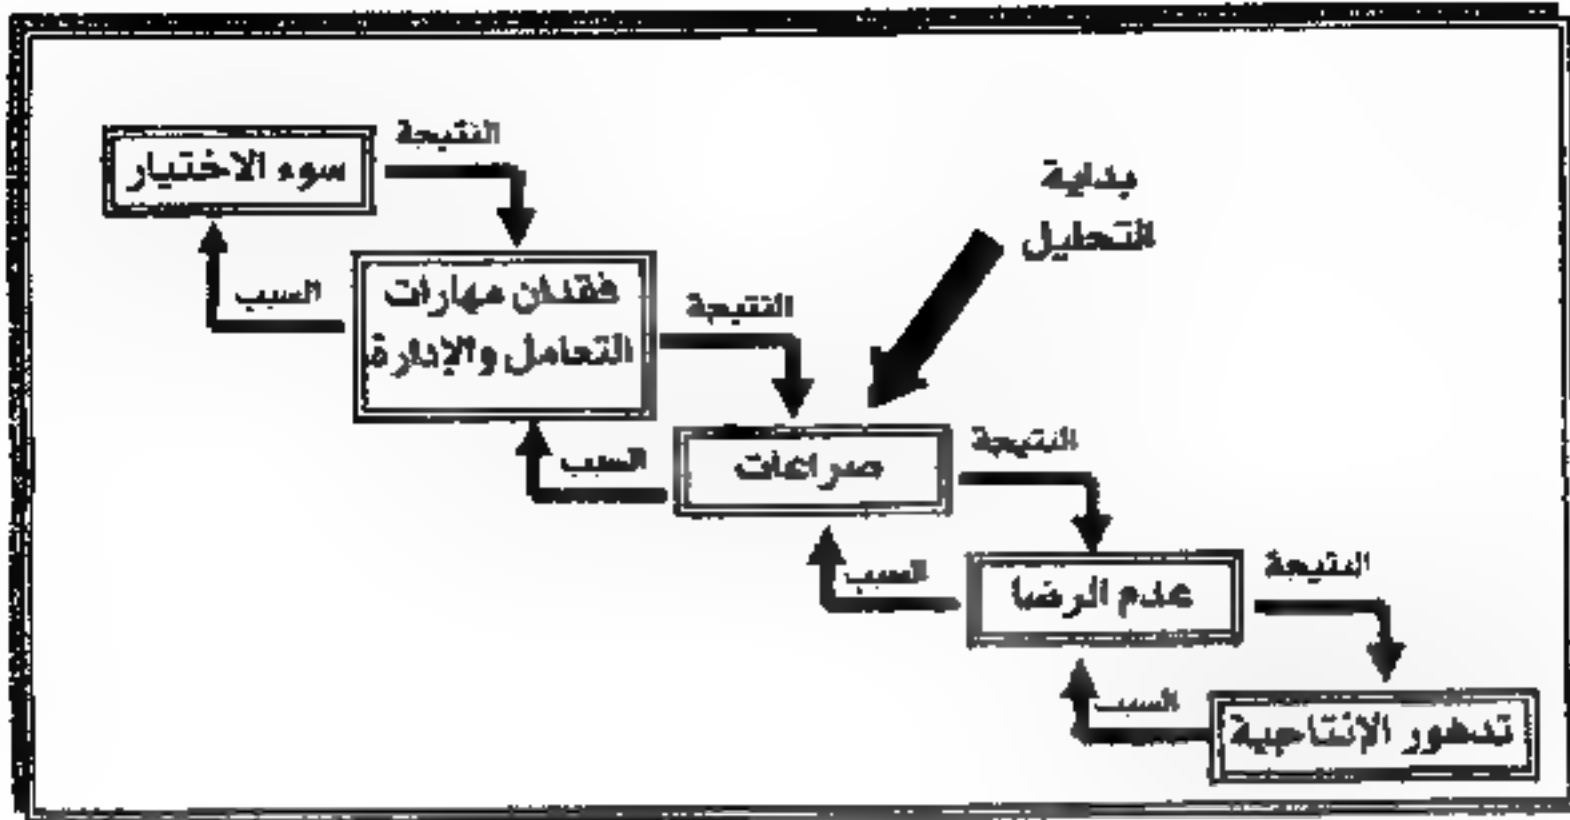 النتيجة
سوء الاختيار
بداية
التحليل
السبب
فقدان مهارات
التعامل والإدارة
النتيجة
السبب
صراعات
النتيجة
السبب
عدم الرضا
النتيجة
السبب
تدهور الإنتاجية